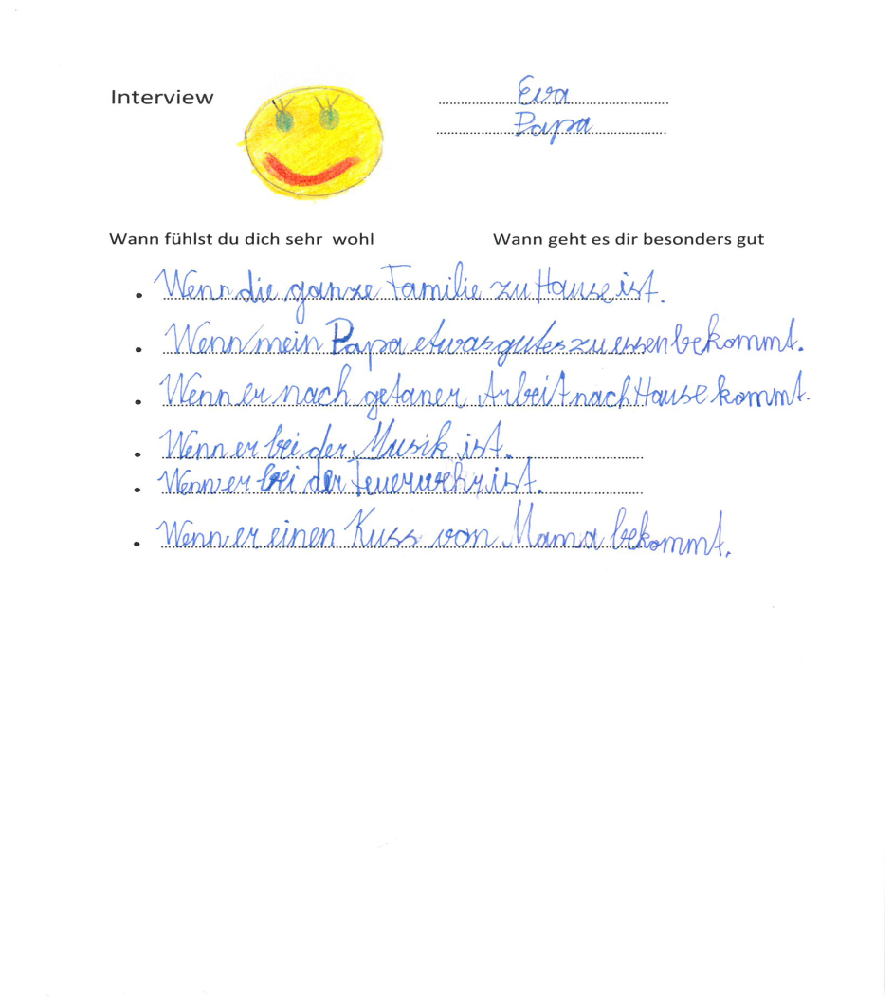 Interview
Eva
Papa
Wann fühlst du dich sehr wohl Wann geht es dir besonders gut
• Wenn die ganze Familie zu Hause ist.
• Wenn mein Papa etwas gutes zu essen bekommt.
• Wenn er nach getaner Arbeit nach Hause kommt.
• Wenn er bei der Musik ist.
• Wenn er bei der Feuerwehr ist.
• Wenn er einen Kuss von Mama bekommt.